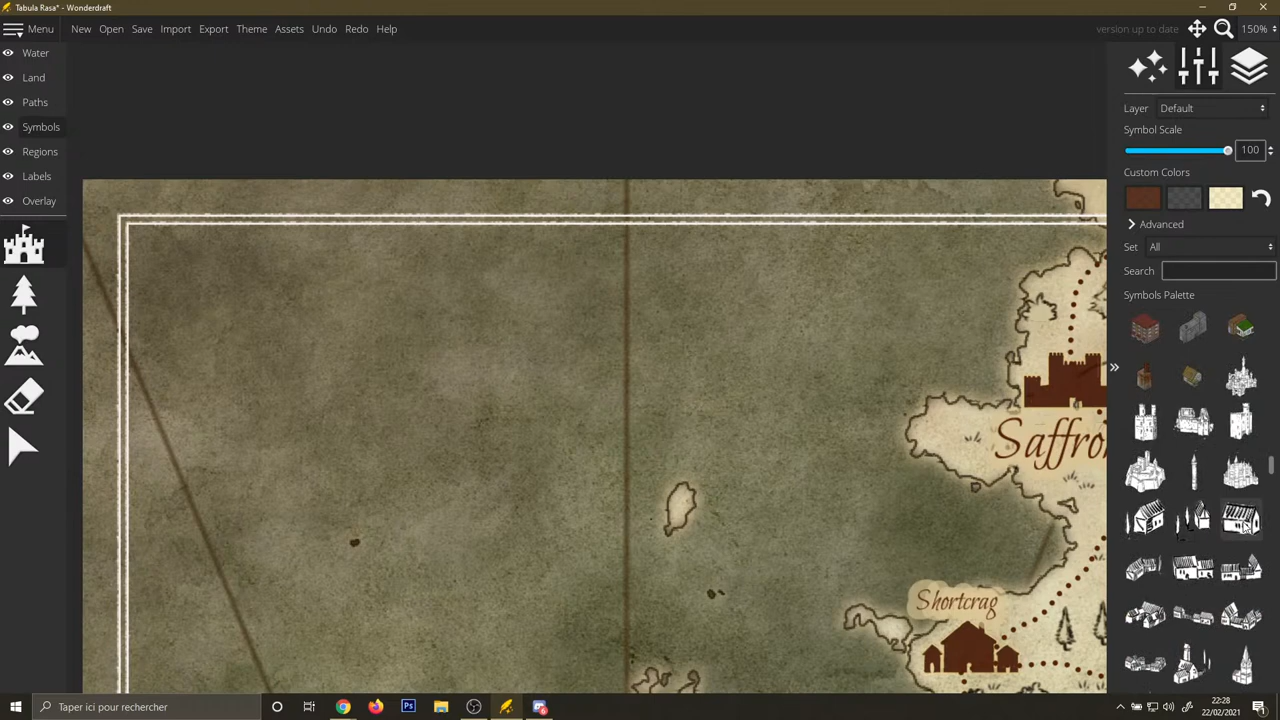 Tabula Rasa* - Wonderdraft
Menu New Open Save Import Export Theme Assets Undo Redo Help version up to date 150%
Water
Land
Paths
Symbols
Regions
Labels
Overlay
Layer Default
Symbol Scale
100
Custom Colors
Advanced
Set All
Search
Symbols Palette
Shortcrag
Taper ici pour rechercher
22:28
22/02/2021